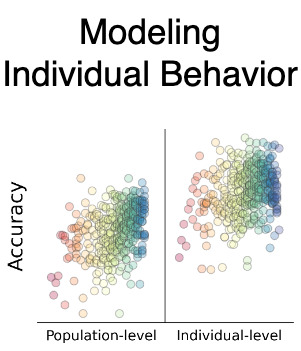 Modeling
Individual Behavior
Accuracy
Population-level
Individual-level